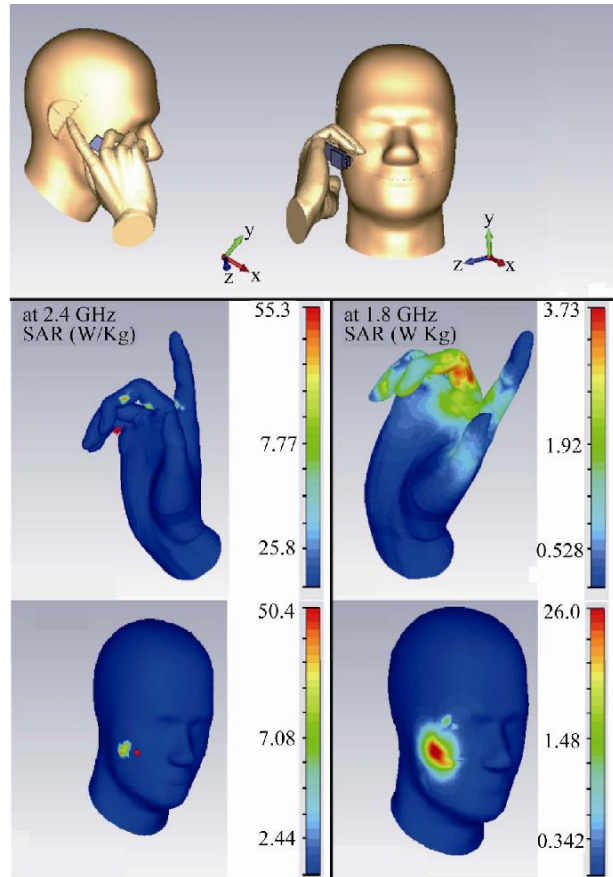 y
z
x
y
z
x
at 2.4 GHz
SAR (W/Kg)
55.3
7.77
25.8
at 1.8 GHz
SAR (W Kg)
3.73
1.92
0.528
50.4
7.08
2.44
26.0
1.48
0.342